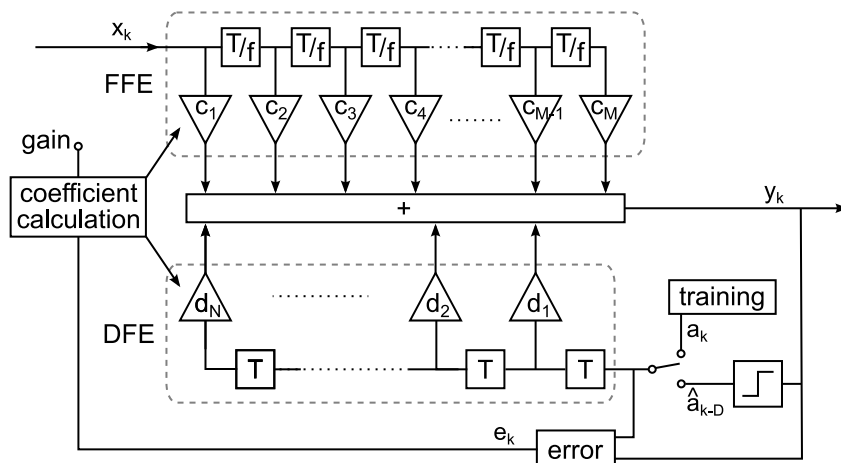 x_k
T/f T/f T/f T/f T/f
FFE
c_1 c_2 c_3 c_4 c_M-1 c_M
gain
coefficient
calculation
+
y_k
d_N d_2 d_1
DFE
training
a_k
T T T
â_k-D
e_k
error